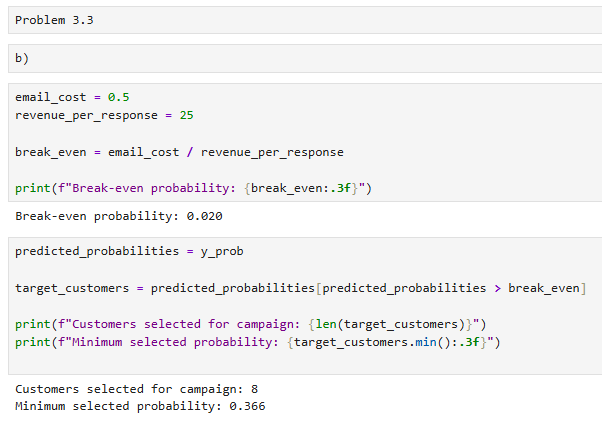 Problem 3.3
b)
email_cost = 0.5
revenue_per_response = 25
break_even = email_cost / revenue_per_response
print(f"Break-even probability: {break_even:.3f}")
Break-even probability: 0.020
predicted_probabilities = y_prob
target_customers = predicted_probabilities[predicted_probabilities > break_even]
print(f"Customers selected for campaign: {len(target_customers)}")
print(f"Minimum selected probability: {target_customers.min():.3f}")
Customers selected for campaign: 8
Minimum selected probability: 0.366